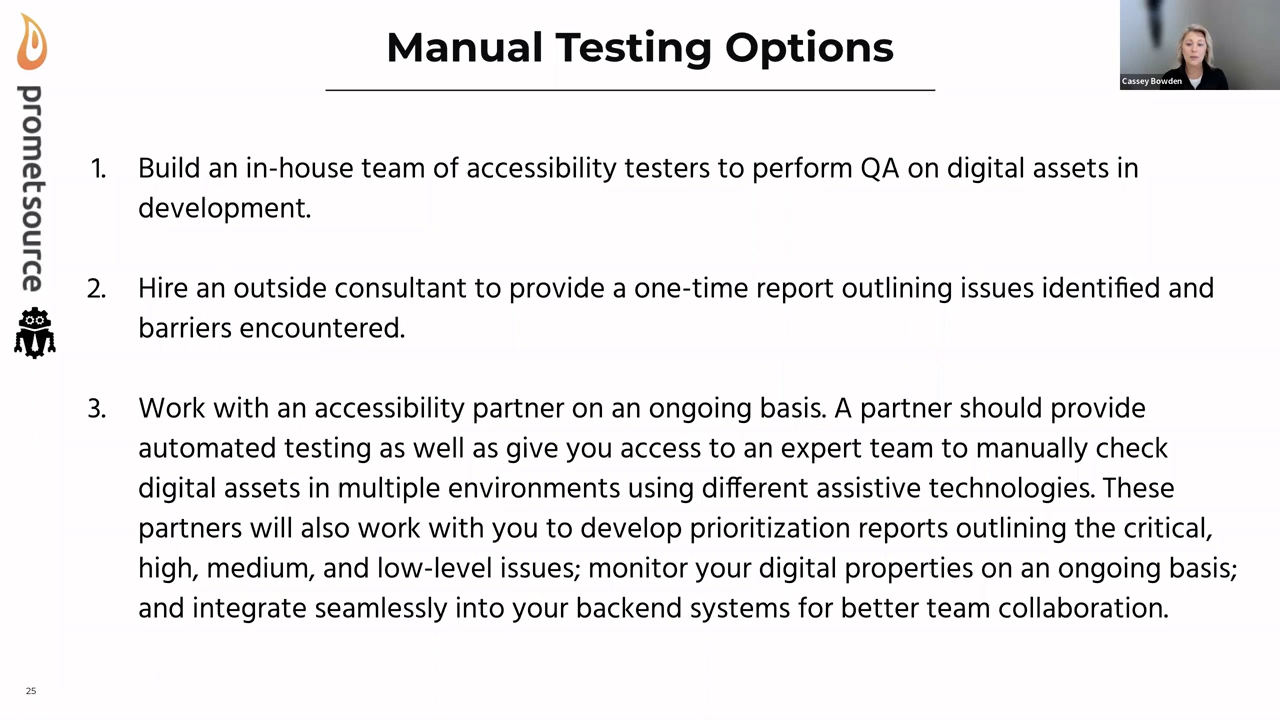 Manual Testing Options
Cassey Bowden
prometsource
1. Build an in-house team of accessibility testers to perform QA on digital assets in
development.
2. Hire an outside consultant to provide a one-time report outlining issues identified and
barriers encountered.
3. Work with an accessibility partner on an ongoing basis. A partner should provide
automated testing as well as give you access to an expert team to manually check
digital assets in multiple environments using different assistive technologies. These
partners will also work with you to develop prioritization reports outlining the critical,
high, medium, and low-level issues; monitor your digital properties on an ongoing basis;
and integrate seamlessly into your backend systems for better team collaboration.
25